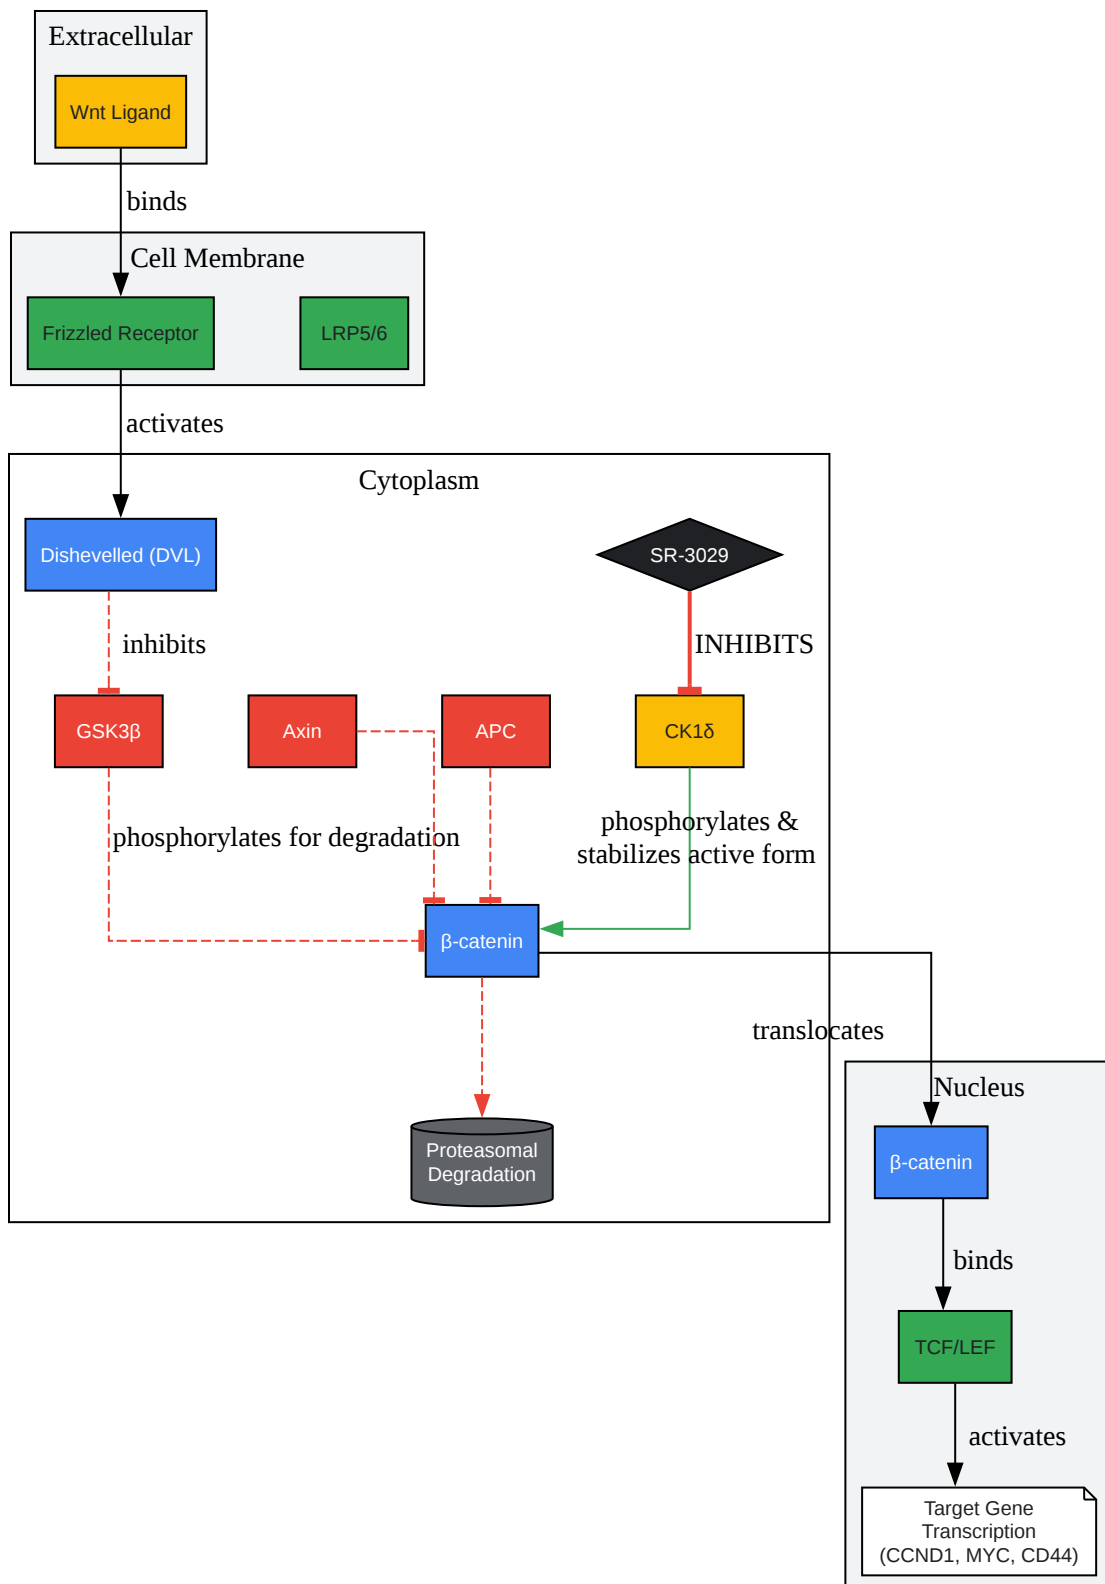 Extracellular
Wnt Ligand
binds
Cell Membrane
Frizzled Receptor
LRP5/6
activates
Cytoplasm
Dishevelled (DVL)
SR-3029
inhibits
INHIBITS
GSK3β
Axin
APC
CK1δ
phosphorylates for degradation
phosphorylates &
stabilizes active form
β-catenin
translocates
Nucleus
Proteasomal
Degradation
β-catenin
binds
TCF/LEF
activates
Target Gene
Transcription
(CCND1, MYC, CD44)